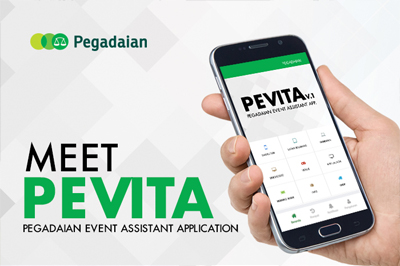 Pegadaian
MEET
PEVITA
PEGADAIAN EVENT ASSISTANT APPLICATION
PEVITA V.1
PEGADAIAN EVENT ASSISTANT APP.